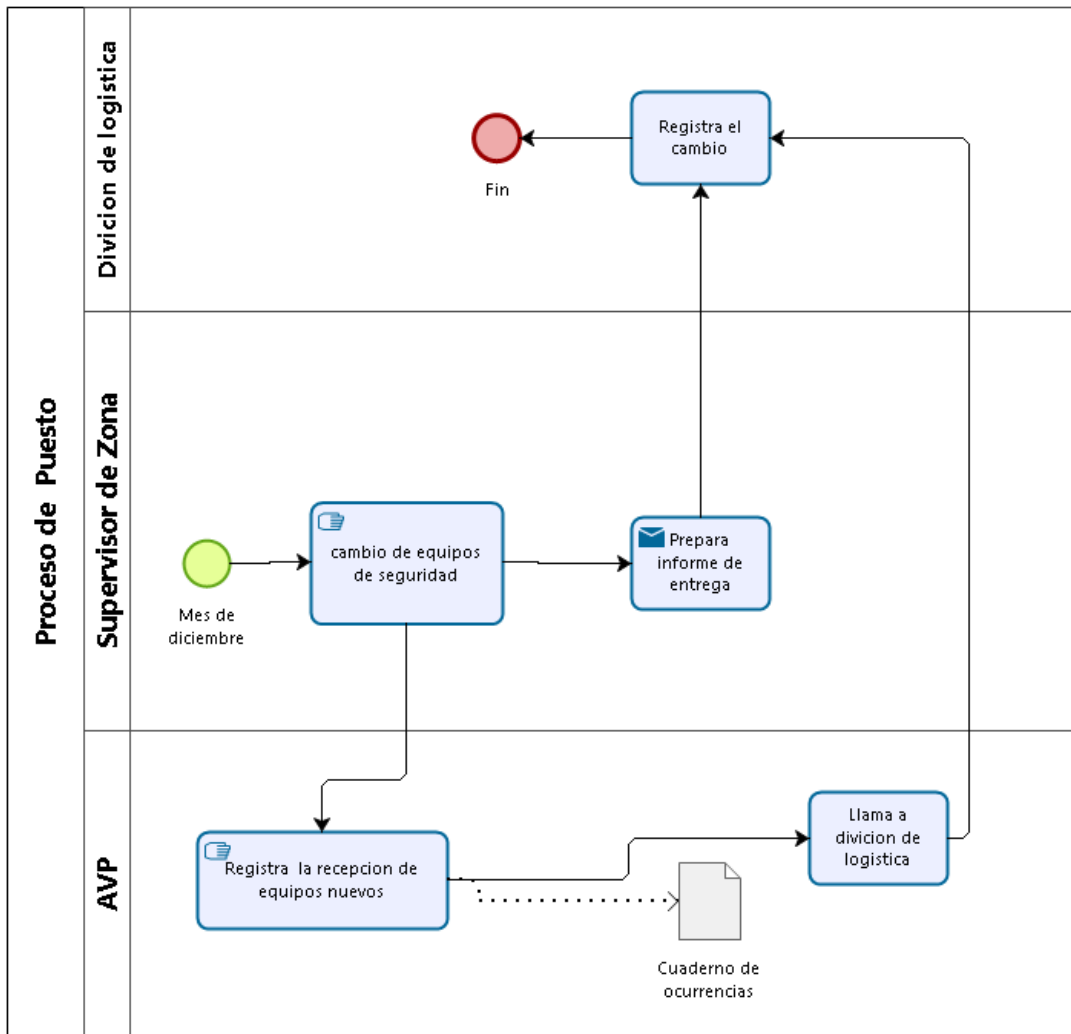 Proceso de Puesto
Divicion de logistica
Registra el
cambio
Fin
Supervisor de Zona
Mes de
diciembre
cambio de equipos
de seguridad
Prepara
informe de
entrega
AVP
Registra la recepcion de
equipos nuevos
Llama a
divicion de
logistica
Cuaderno de
ocurrencias